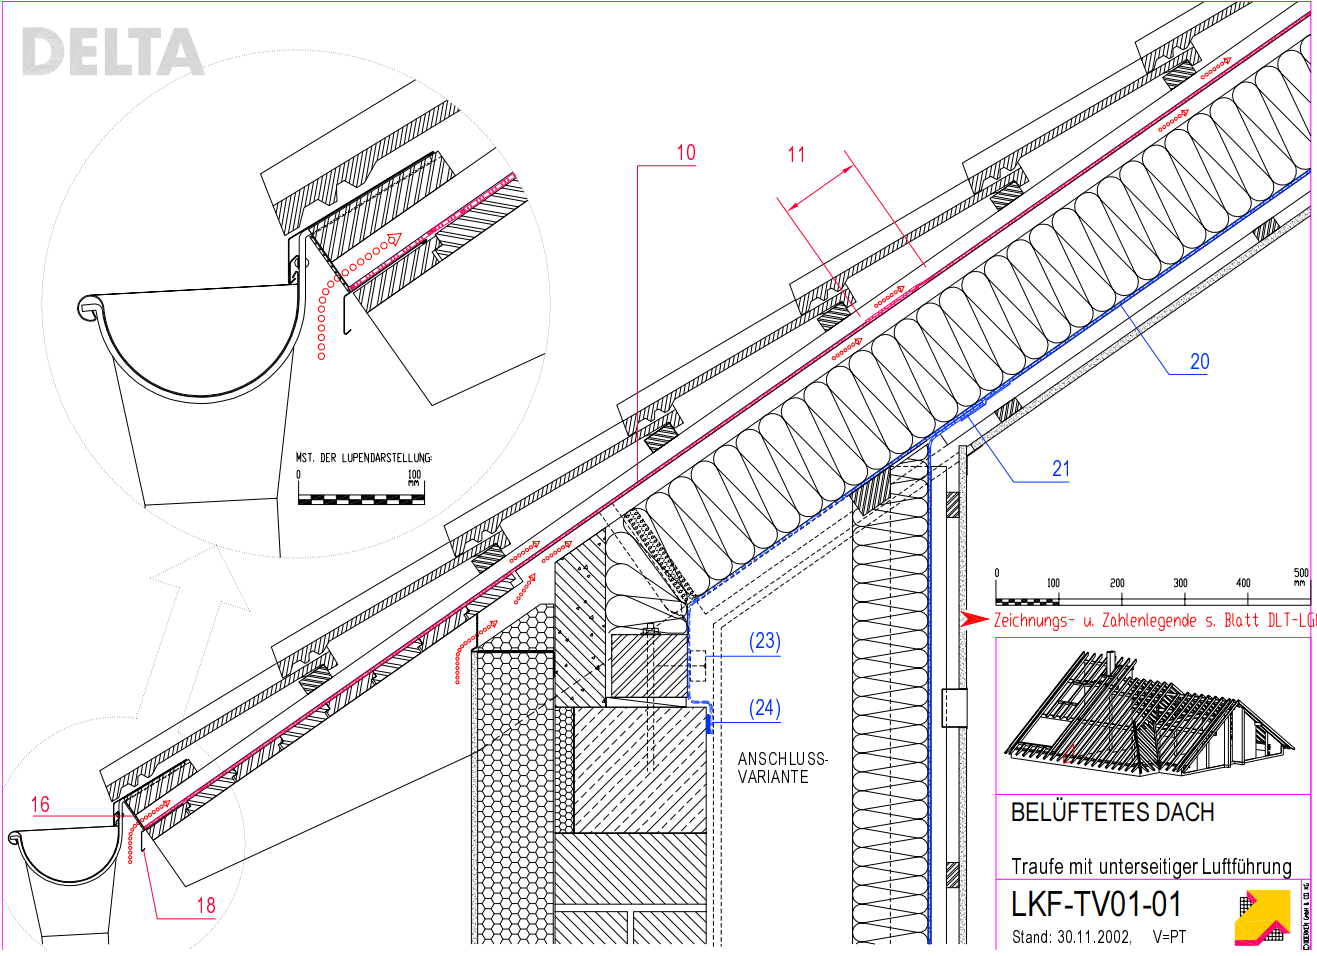 DELTA
10
11
MST. DER LUPENDARSTELLUNG:
0 100
MM
20
21
0 100 200 300 400 500
MM
Zeichnungs- u. Zahlenlegende s. Blatt DLT-LG
(23)
(24)
ANSCHLUSS-
VARIANTE
16
18
BELÜFTETES DACH
Traufe mit unterseitiger Luftführung
LKF-TV01-01
Stand: 30.11.2002, V=PT